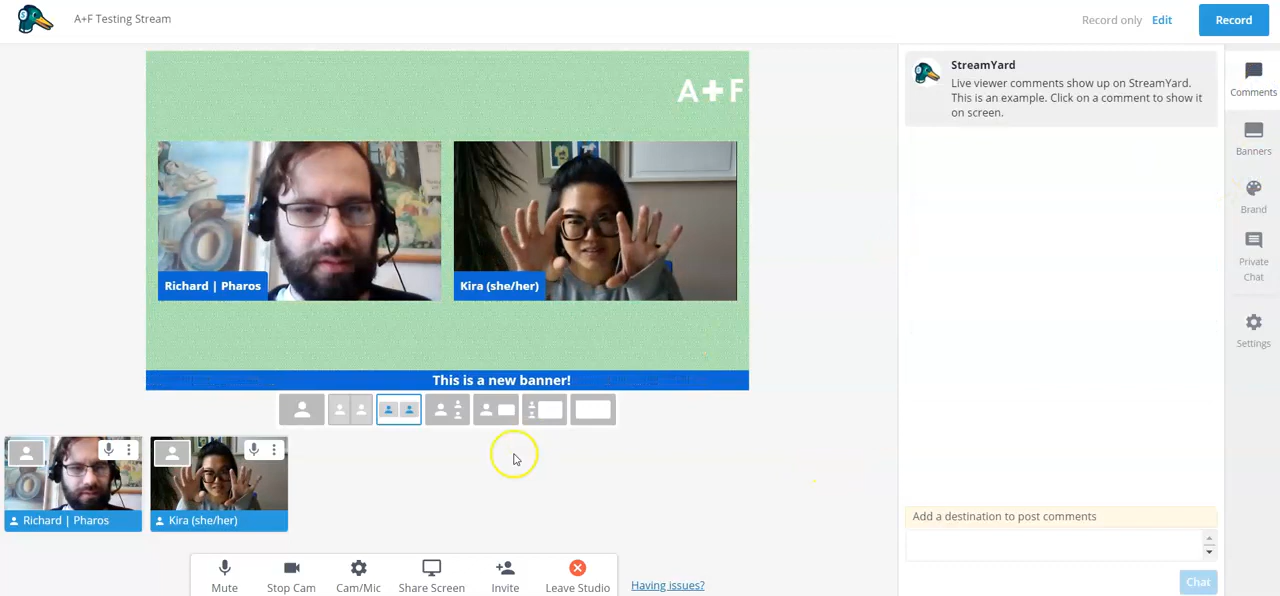 A+F Testing Stream
Record only Edit Record
A+F
Richard | Pharos
Kira (she/her)
This is a new banner!
Richard | Pharos
Kira (she/her)
Mute
Stop Cam
Cam/Mic
Share Screen
Invite
Leave Studio
Having issues?
StreamYard
Live viewer comments show up on StreamYard.
This is an example. Click on a comment to show it
on screen.
Add a destination to post comments
Chat
Comments
Banners
Brand
Private
Chat
Settings